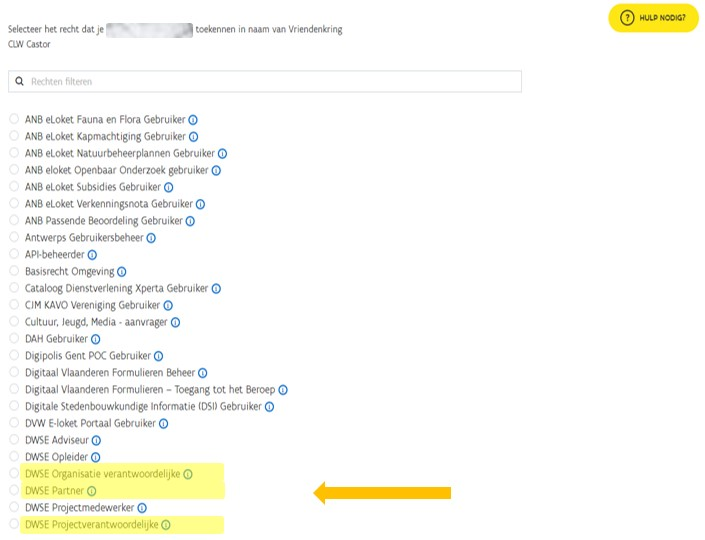 HULP NODIG?
Selecteer het recht dat je toekennen in naam van Vriendenkring
CLW Castor
Rechten filteren
ANB eLoket Fauna en Flora Gebruiker
ANB eLoket Kapmachtiging Gebruiker
ANB eLoket Natuurbeheerplannen Gebruiker
ANB eloket Openbaar Onderzoek gebruiker
ANB eLoket Subsidies Gebruiker
ANB eLoket Verkenningsnota Gebruiker
ANB Passende Beoordeling Gebruiker
Antwerps Gebruikersbeheer
API-beheerder
Basisrecht Omgeving
Cataloog Dienstverlening Xperta Gebruiker
CJM KAVO Vereniging Gebruiker
Cultuur, Jeugd, Media - aanvrager
DAH Gebruiker
Digipolis Gent POC Gebruiker
Digitaal Vlaanderen Formulieren Beheer
Digitaal Vlaanderen Formulieren – Toegang tot het Beroep
Digitale Stedenbouwkundige Informatie (DSI) Gebruiker
DVW E-loket Portaal Gebruiker
DWSE Adviseur
DWSE Opleider
DWSE Organisatie verantwoordelijke
DWSE Partner
DWSE Projectmedewerker
DWSE Projectverantwoordelijke